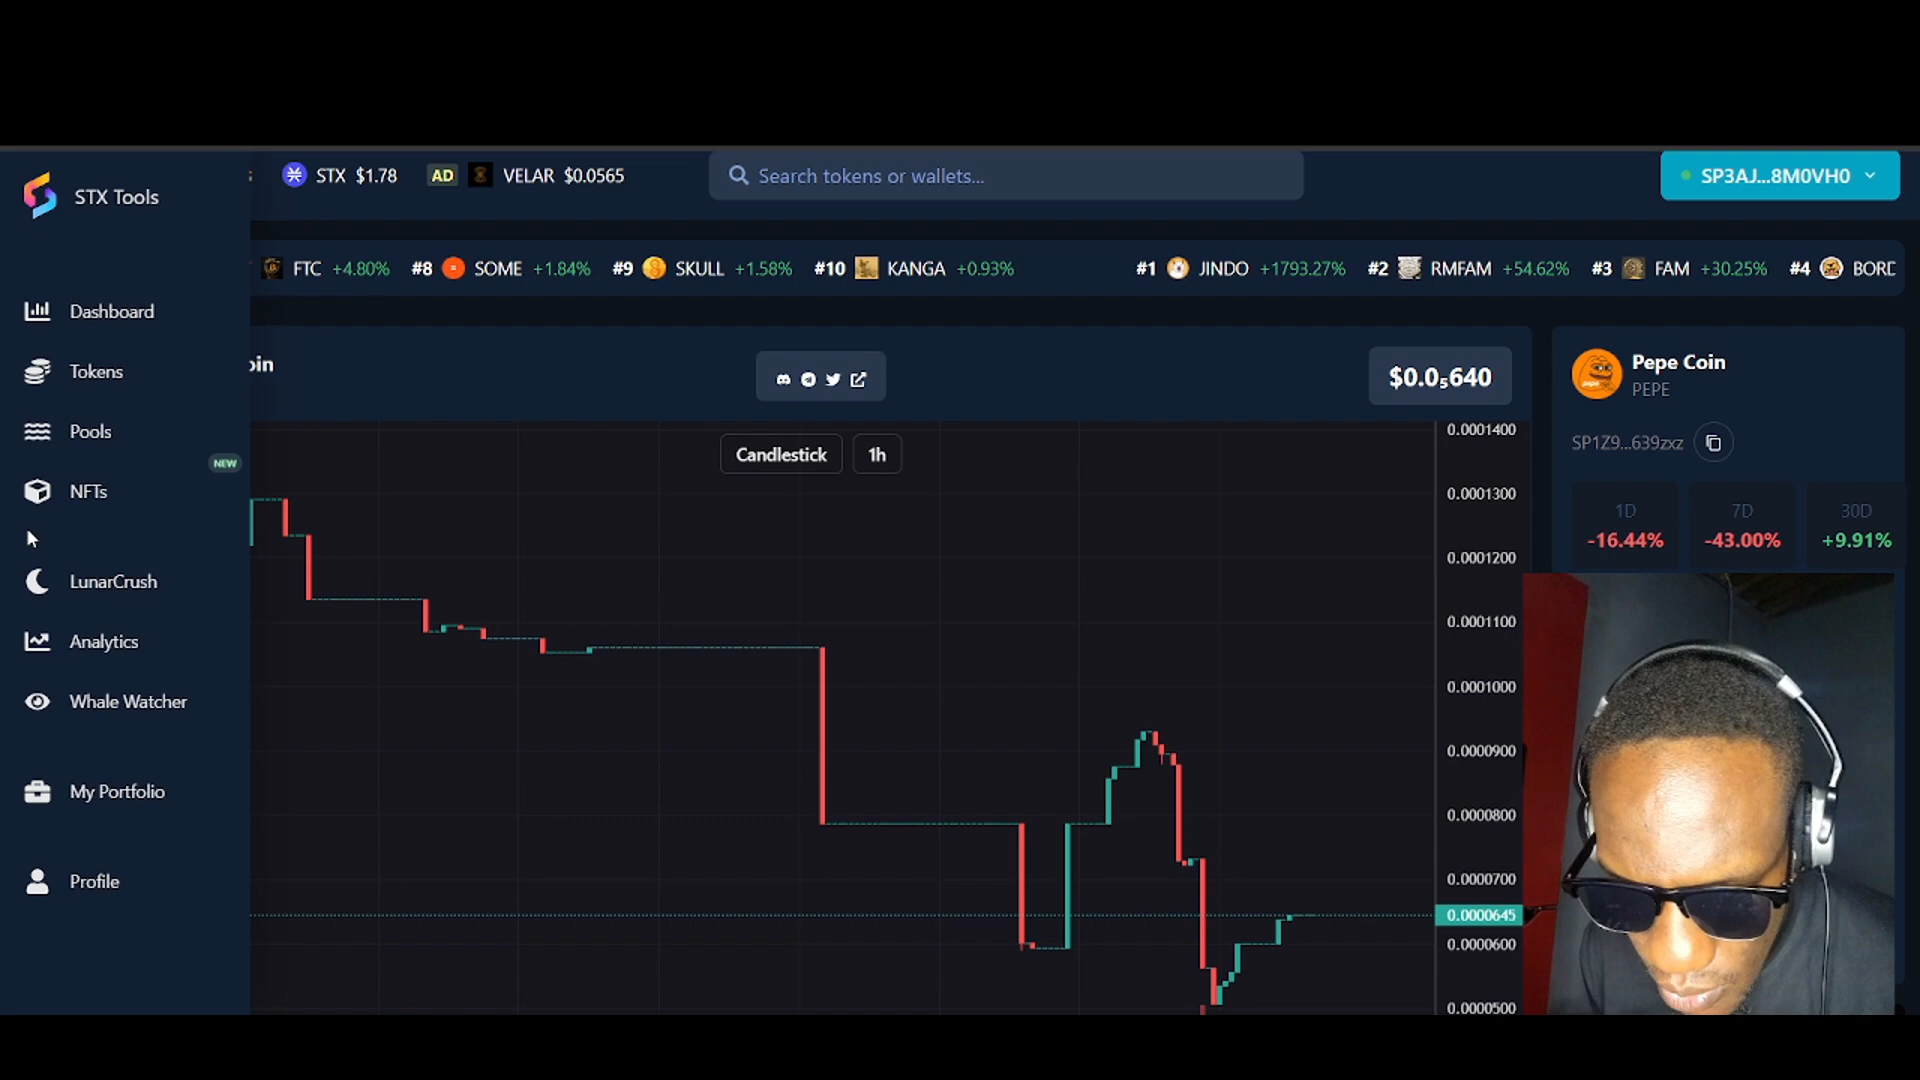 STX Tools
STX $1.78 AD VELAR $0.0565
Search tokens or wallets...
SP3AJ...8M0VH0
FTC +4.80% #8 SOME +1.84% #9 SKULL +1.58% #10 KANGA +0.93% #1 JINDO +1793.27% #2 RMFAM +54.62% #3 FAM +30.25% #4
Dashboard
Tokens
Pools
NEW
NFTs
LunarCrush
Analytics
Whale Watcher
My Portfolio
Profile
oin
$0.0₅640
Candlestick 1h
0.0001400
0.0001300
0.0001200
0.0001100
0.0001000
0.0000900
0.0000800
0.0000700
0.0000645
0.0000600
0.0000500
Pepe Coin
PEPE
SP1Z9...639zxz
1D 7D 30D
-16.44% -43.00% +9.91%